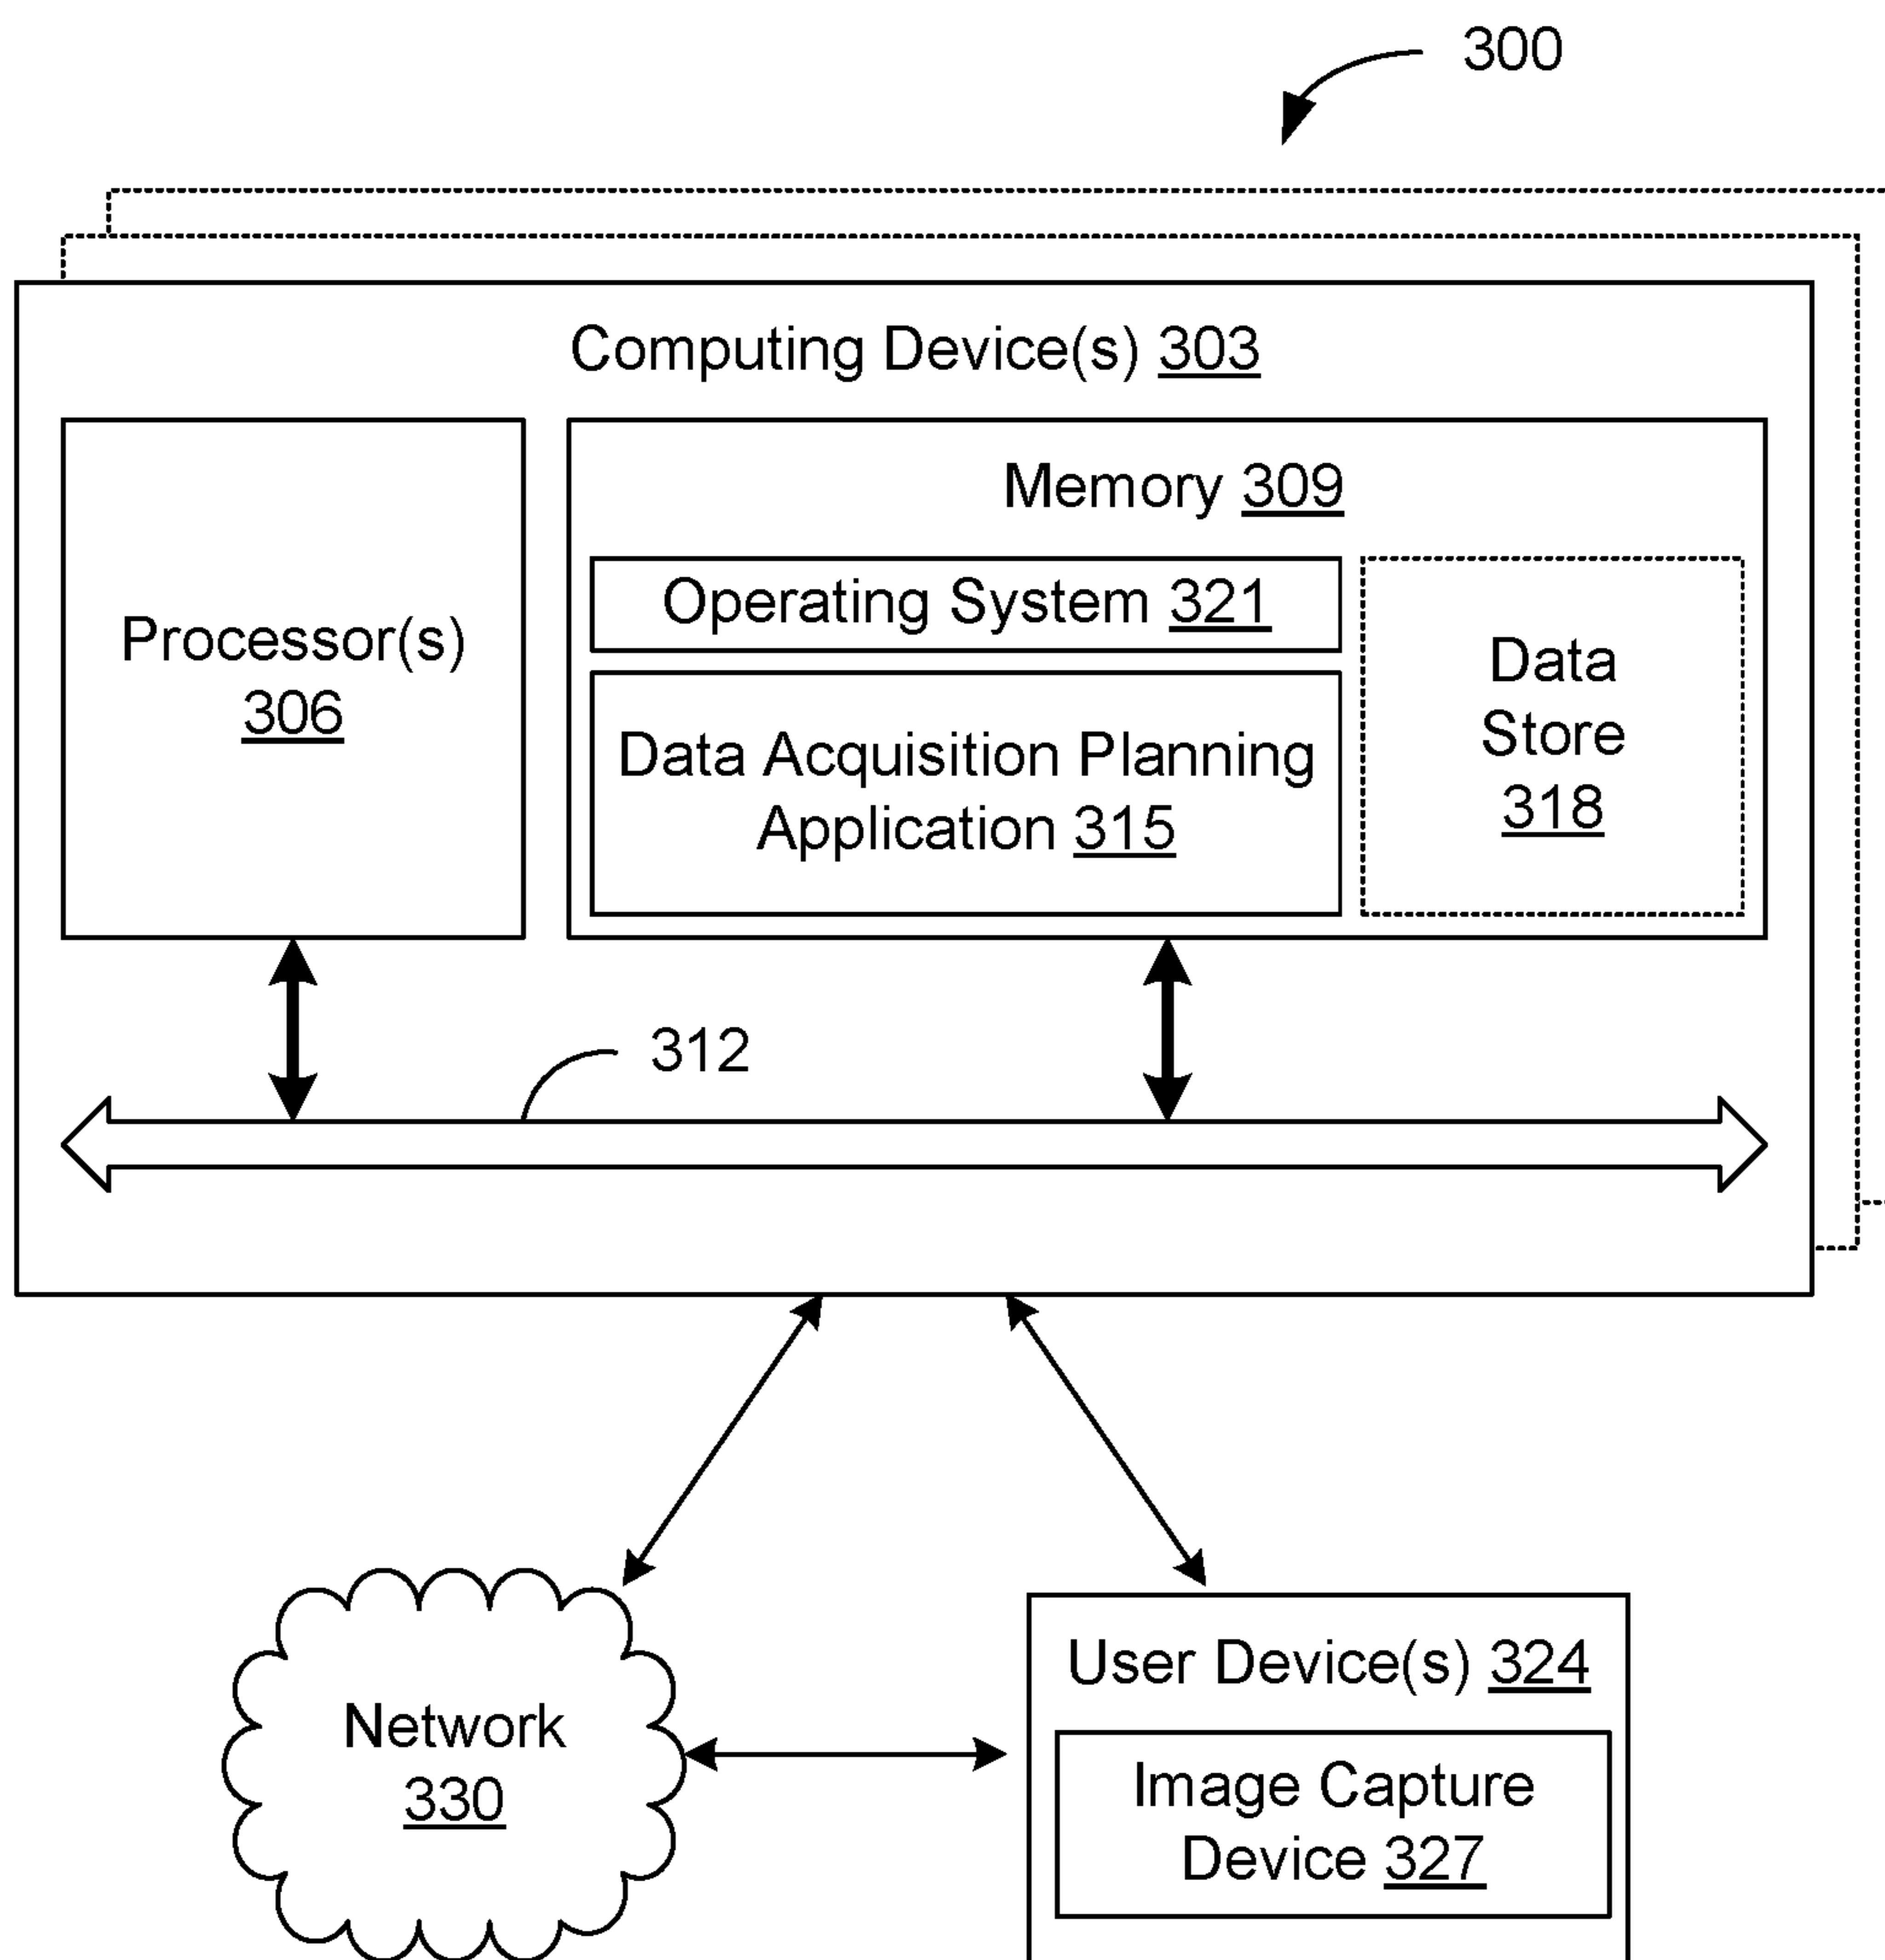 300
Computing Device(s) 303
Processor(s)
306
Memory 309
Operating System 321
Data Acquisition Planning
Application 315
Data
Store
318
312
Network
330
User Device(s) 324
Image Capture
Device 327